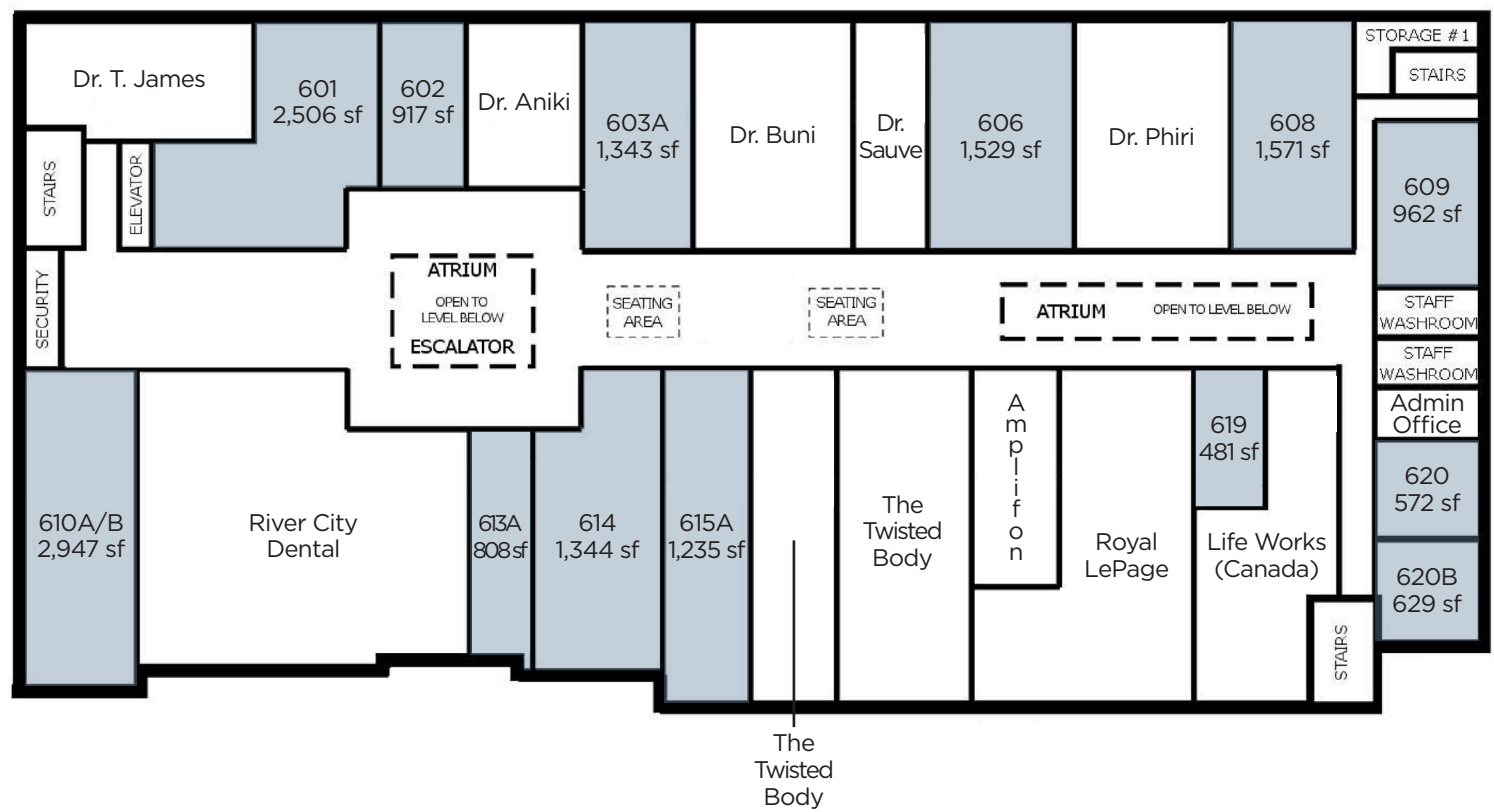 Dr. T. James
601
2,506 sf
602
917 sf
Dr. Aniki
603A
1,343 sf
Dr. Buni
Dr.
Sauve
606
1,529 sf
Dr. Phiri
608
1,571 sf
STORAGE #1
STAIRS
STAIRS
ELEVATOR
609
962 sf
SECURITY
ATRIUM
OPEN TO
LEVEL BELOW
ESCALATOR
SEATING
AREA
SEATING
AREA
ATRIUM
OPEN TO LEVEL BELOW
STAFF
WASHROOM
STAFF
WASHROOM
Admin
Office
610A/B
2,947 sf
River City
Dental
613A
808 sf
614
1,344 sf
615A
1,235 sf
The
Twisted
Body
The
Twisted
Body
Amplifon
Royal
LePage
619
481 sf
Life Works
(Canada)
620
572 sf
620B
629 sf
STAIRS